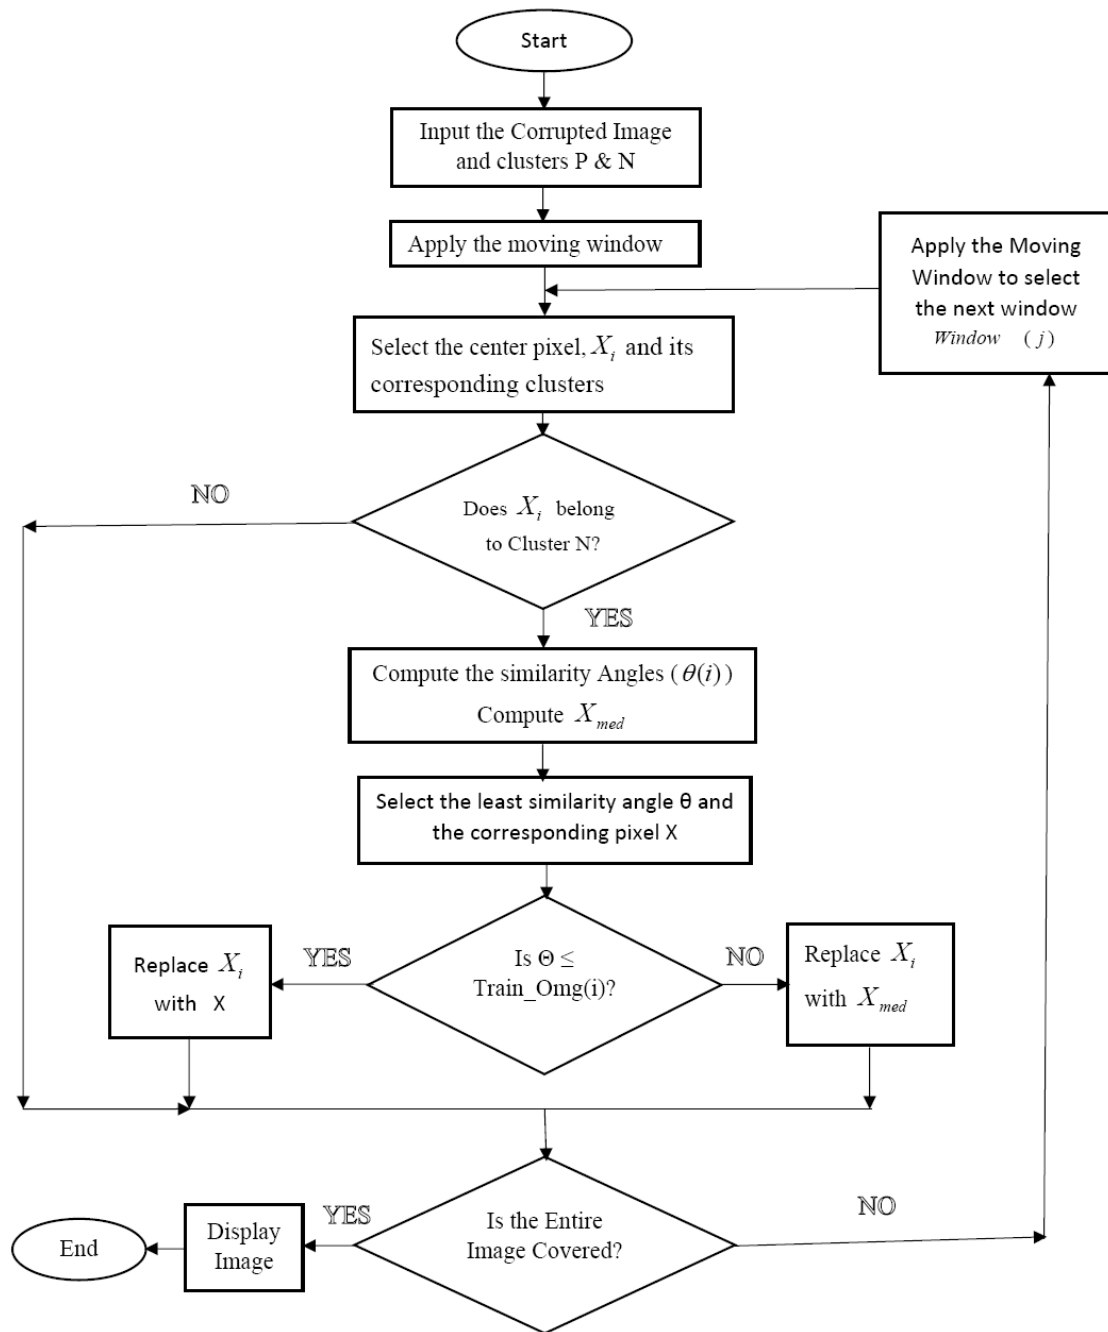 Start
Input the Corrupted Image
and clusters P & N
Apply the moving window
Apply the Moving
Window to select
the next window
Window (j)
Select the center pixel, X_i and its
corresponding clusters
NO
Does X_i belong
to Cluster N?
YES
Compute the similarity Angles (θ(i))
Compute X_med
Select the least similarity angle θ and
the corresponding pixel X
Replace X_i
with X
YES
Is Θ ≤
Train_Omg(i)?
NO
Replace X_i
with X_med
End
Display
Image
YES
Is the Entire
Image Covered?
NO